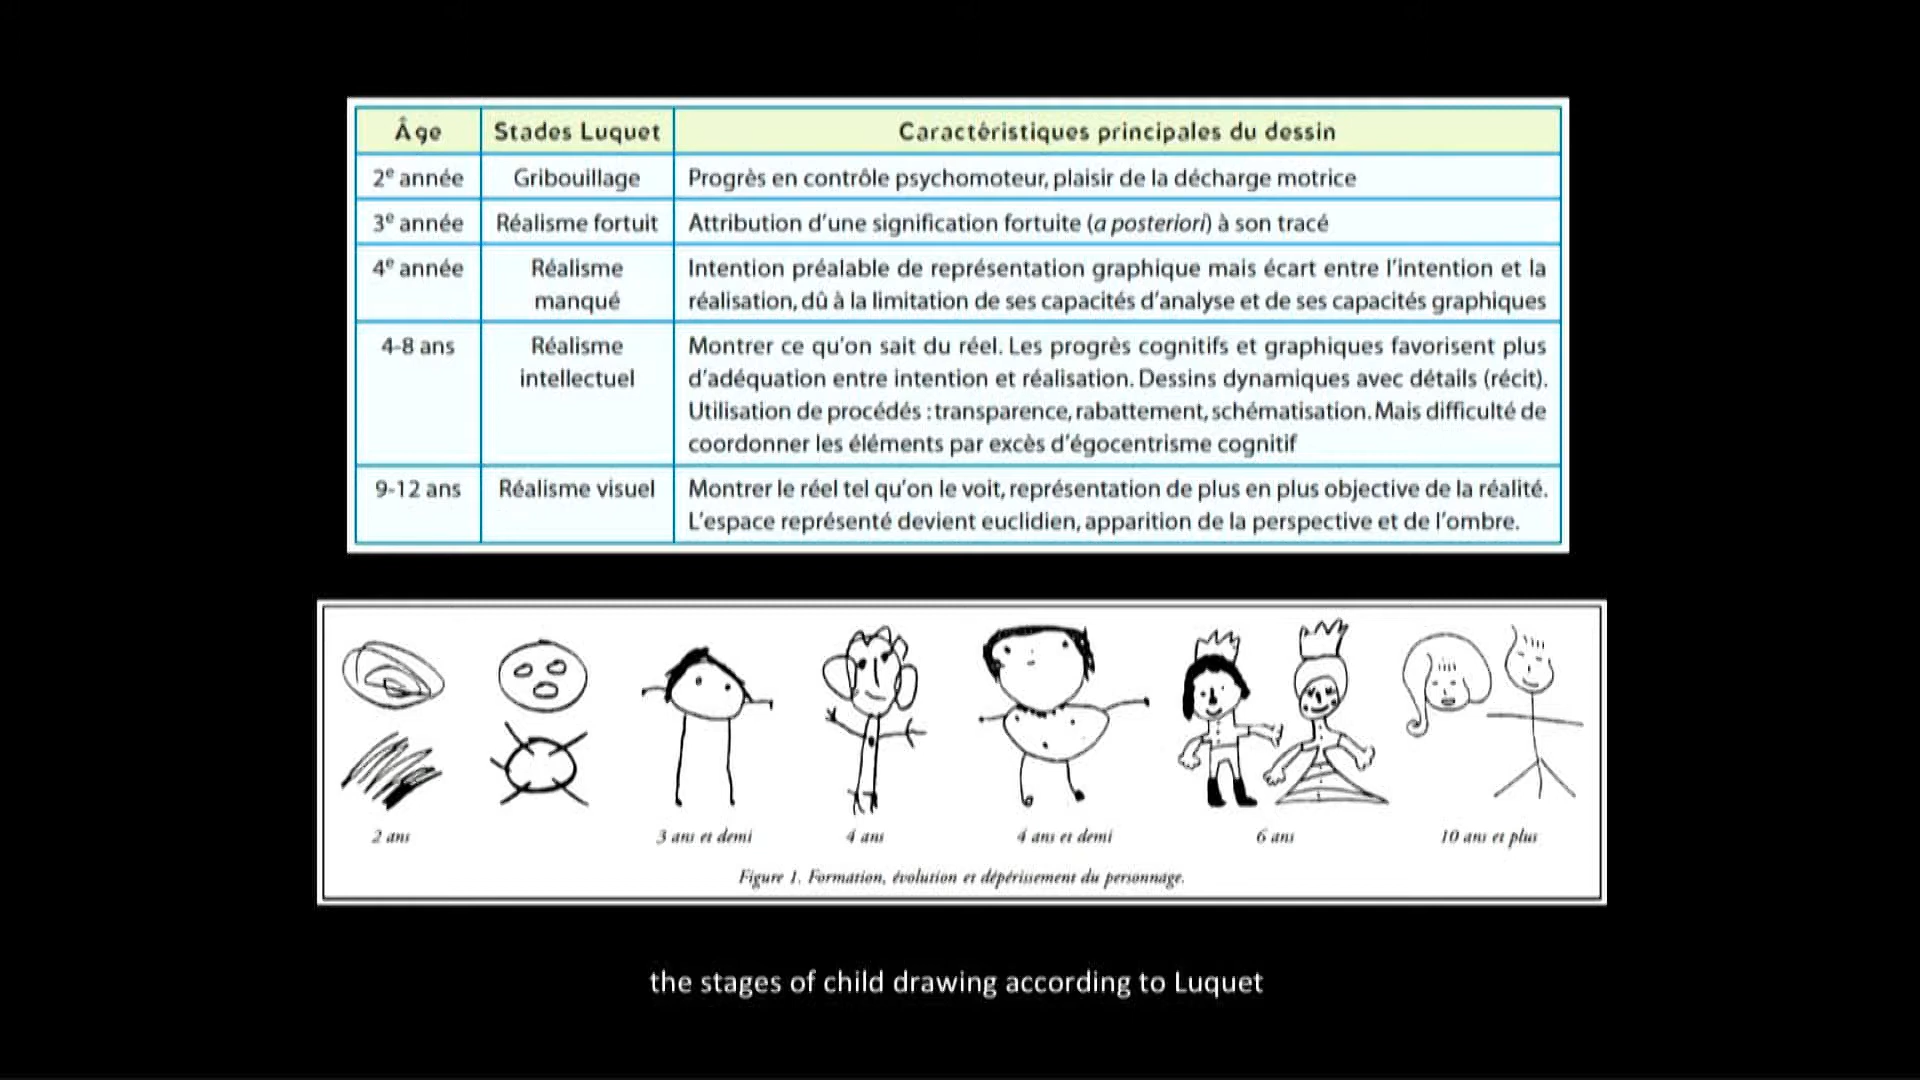 Âge Stades Luquet Caractéristiques principales du dessin
2e année Gribouillage Progrès en contrôle psychomoteur, plaisir de la décharge motrice
3e année Réalisme fortuit Attribution d'une signification fortuite (a posteriori) à son tracé
4e année Réalisme manqué Intention préalable de représentation graphique mais écart entre l'intention et la
réalisation, dû à la limitation de ses capacités d'analyse et de ses capacités graphiques
4-8 ans Réalisme intellectuel Montrer ce qu'on sait du réel. Les progrès cognitifs et graphiques favorisent plus
d'adéquation entre intention et réalisation. Dessins dynamiques avec détails (récit).
Utilisation de procédés : transparence, rabattement, schématisation. Mais difficulté de
coordonner les éléments par excès d'égocentrisme cognitif
9-12 ans Réalisme visuel Montrer le réel tel qu'on le voit, représentation de plus en plus objective de la réalité.
L'espace représenté devient euclidien, apparition de la perspective et de l'ombre.
2 ans 3 ans et demi 4 ans 4 ans et demi 6 ans 10 ans et plus
Figure 1. Formation, évolution et dépérissement du personnage.
the stages of child drawing according to Luquet